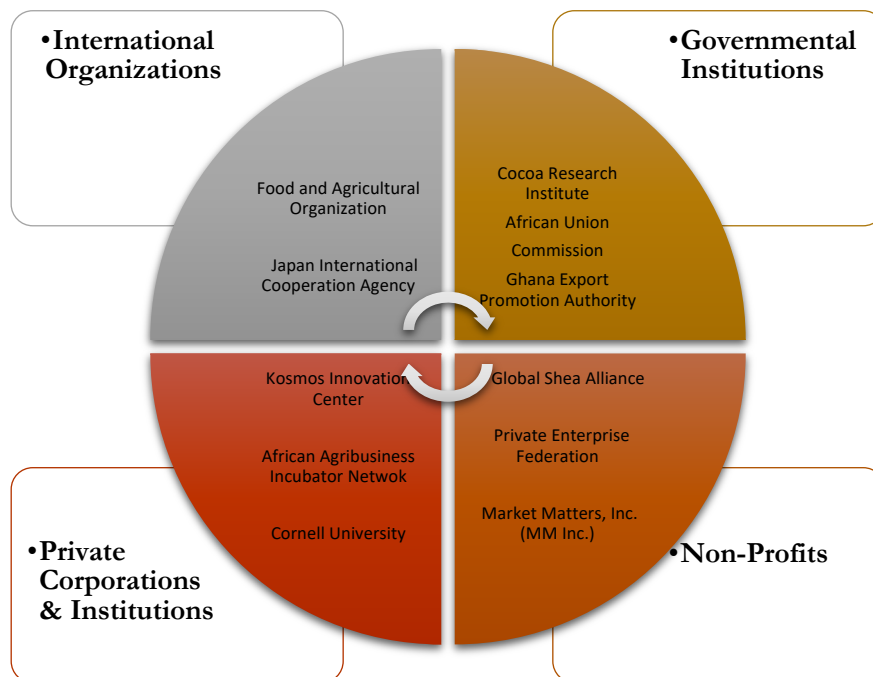 •International
Organizations
•Governmental
Institutions
Food and Agricultural
Organization
Japan International
Cooperation Agency
Cocoa Research
Institute
African Union
Commission
Ghana Export
Promotion Authority
Kosmos Innovation
Center
African Agribusiness
Incubator Netwok
Cornell University
Global Shea Alliance
Private Enterprise
Federation
Market Matters, Inc.
(MM Inc.)
•Private
Corporations
& Institutions
•Non-Profits